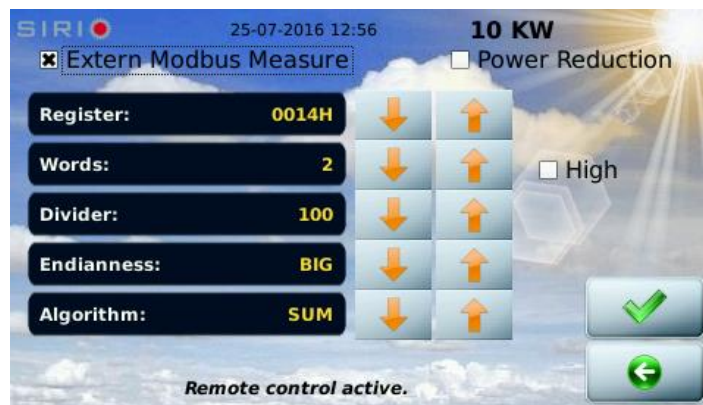 SIRIO 25-07-2016 12:56 10 KW
Extern Modbus Measure Power Reduction
Register: 0014H
Words: 2
High
Divider: 100
Endianness: BIG
Algorithm: SUM
Remote control active.